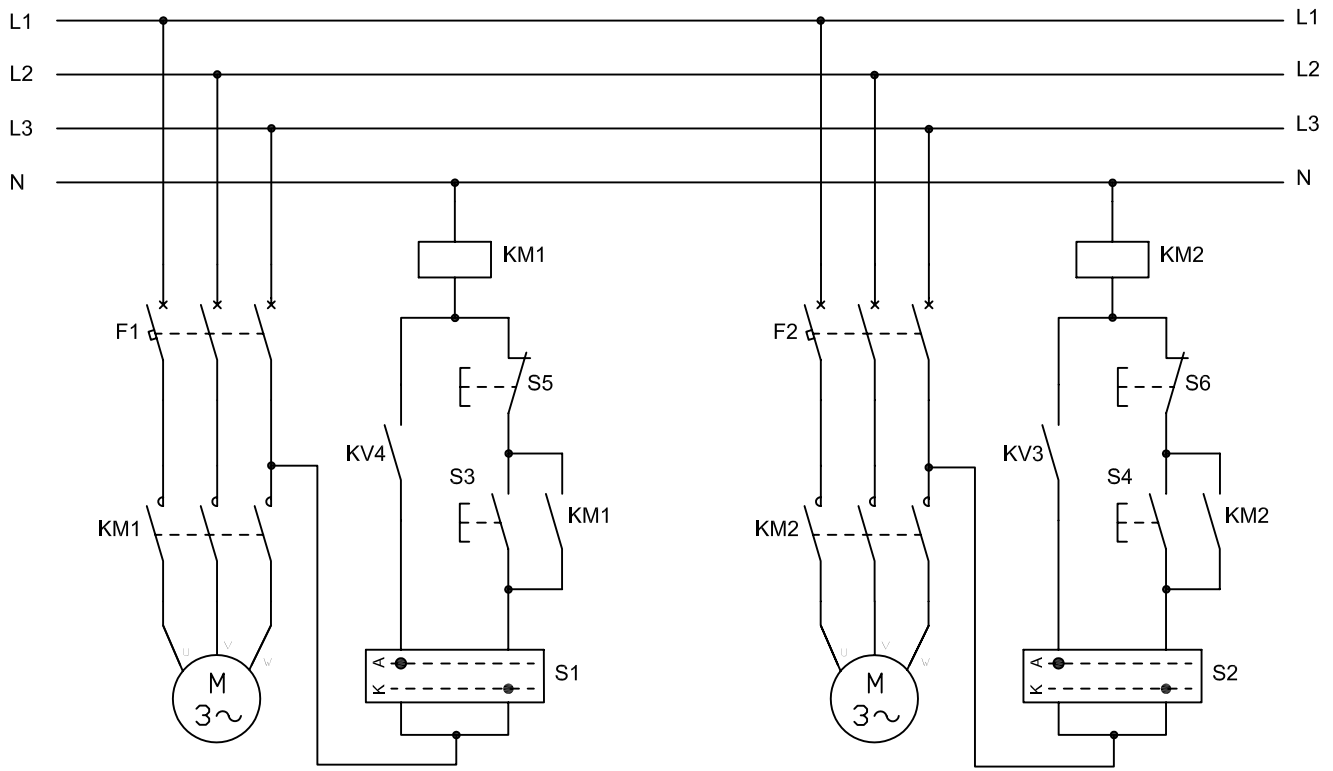 L1 L1
L2 L2
L3 L3
N N
KM1 KM2
F1 F2
S5 S6
KV4 KV3
S3 S4
KM1 KM1 KM2 KM2
U V W U V W
A A
S1 S2
K K
M M
3~ 3~